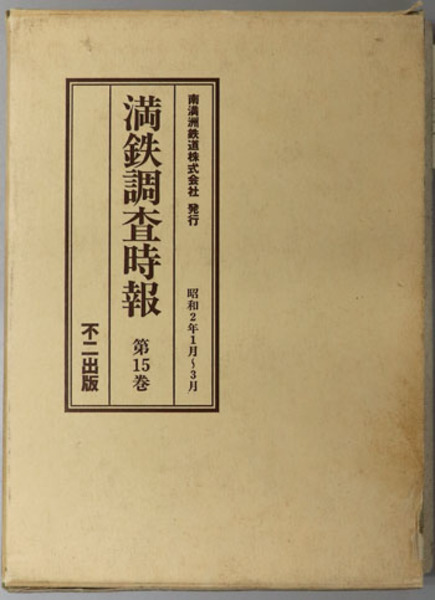 南満洲鉄道株式会社 発行
昭和2年1月〜3月
満鉄調査時報 第15巻
不二出版